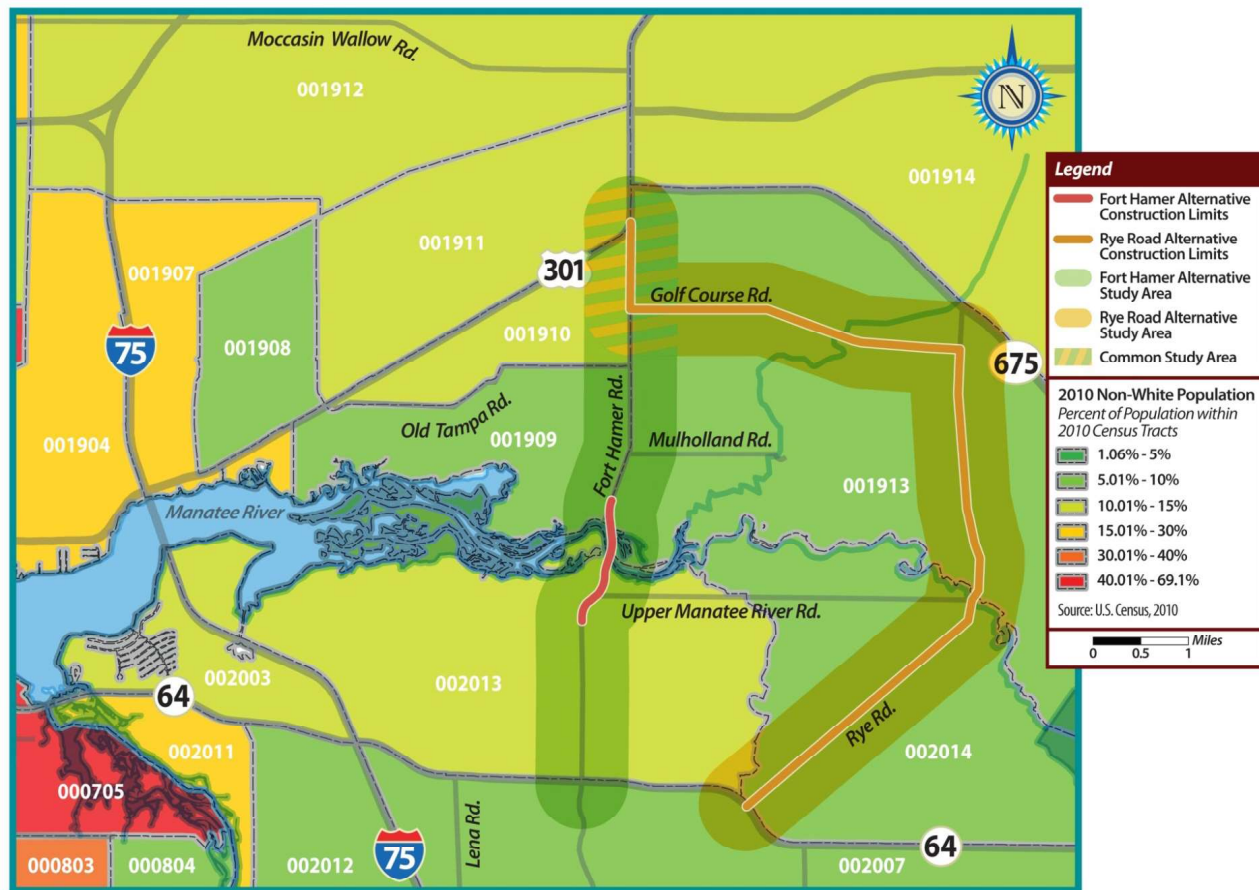 Moccasin Wallow Rd.
001912
N
001914
001911
001907
301
Golf Course Rd.
75
001908
001910
675
Old Tampa Rd.
Fort Hamer Rd.
001904
001909
Mulholland Rd.
001913
Manatee River
Upper Manatee River Rd.
002003
64
002013
Rye Rd.
002011
002014
000705
Lena Rd.
000803
000804
002012
75
64
002007
Legend
Fort Hamer Alternative
Construction Limits
Rye Road Alternative
Construction Limits
Fort Hamer Alternative
Study Area
Rye Road Alternative
Study Area
Common Study Area
2010 Non-White Population
Percent of Population within
2010 Census Tracts
1.06% - 5%
5.01% - 10%
10.01% - 15%
15.01% - 30%
30.01% - 40%
40.01% - 69.1%
Source: U.S. Census, 2010
Miles
0 0.5 1